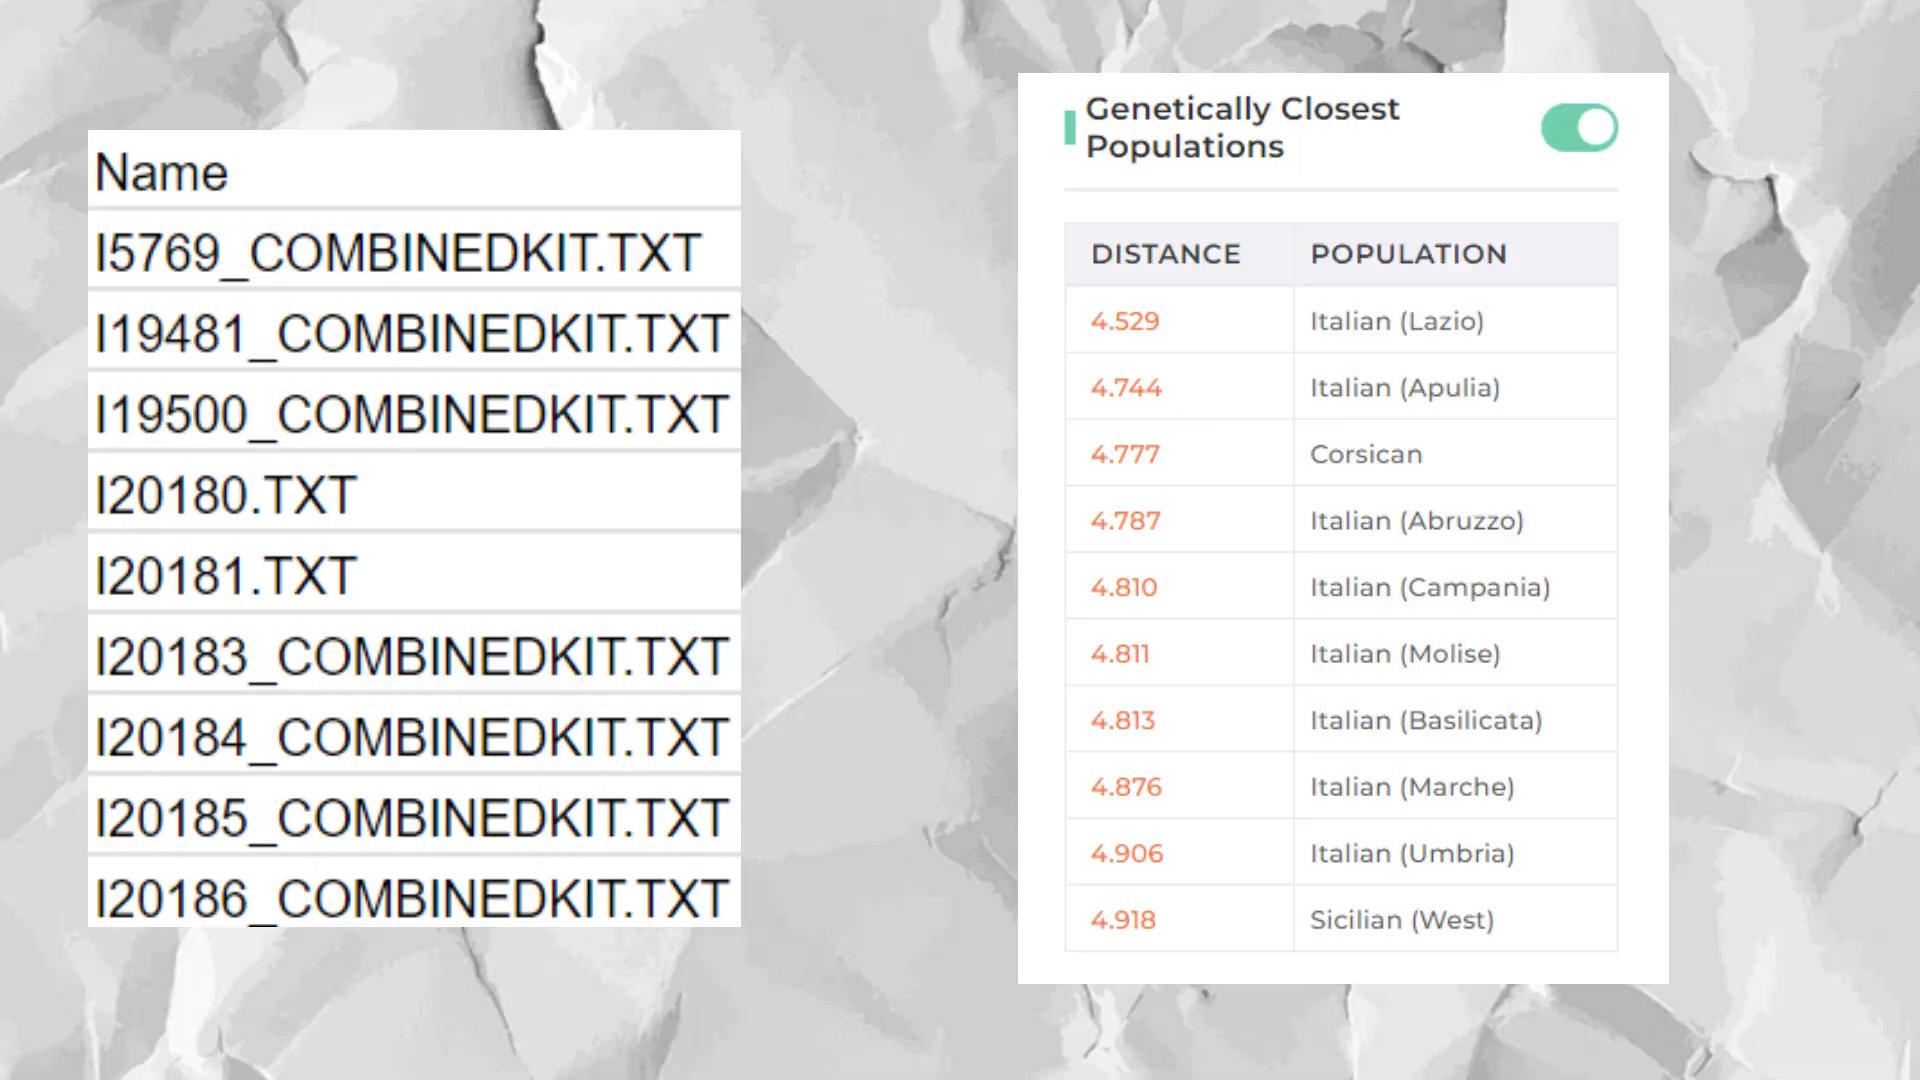 Name
I5769_COMBINEDKIT.TXT
I19481_COMBINEDKIT.TXT
I19500_COMBINEDKIT.TXT
I20180.TXT
I20181.TXT
I20183_COMBINEDKIT.TXT
I20184_COMBINEDKIT.TXT
I20185_COMBINEDKIT.TXT
I20186_COMBINEDKIT.TXT
Genetically Closest
Populations
DISTANCE POPULATION
4.529 Italian (Lazio)
4.744 Italian (Apulia)
4.777 Corsican
4.787 Italian (Abruzzo)
4.810 Italian (Campania)
4.811 Italian (Molise)
4.813 Italian (Basilicata)
4.876 Italian (Marche)
4.906 Italian (Umbria)
4.918 Sicilian (West)